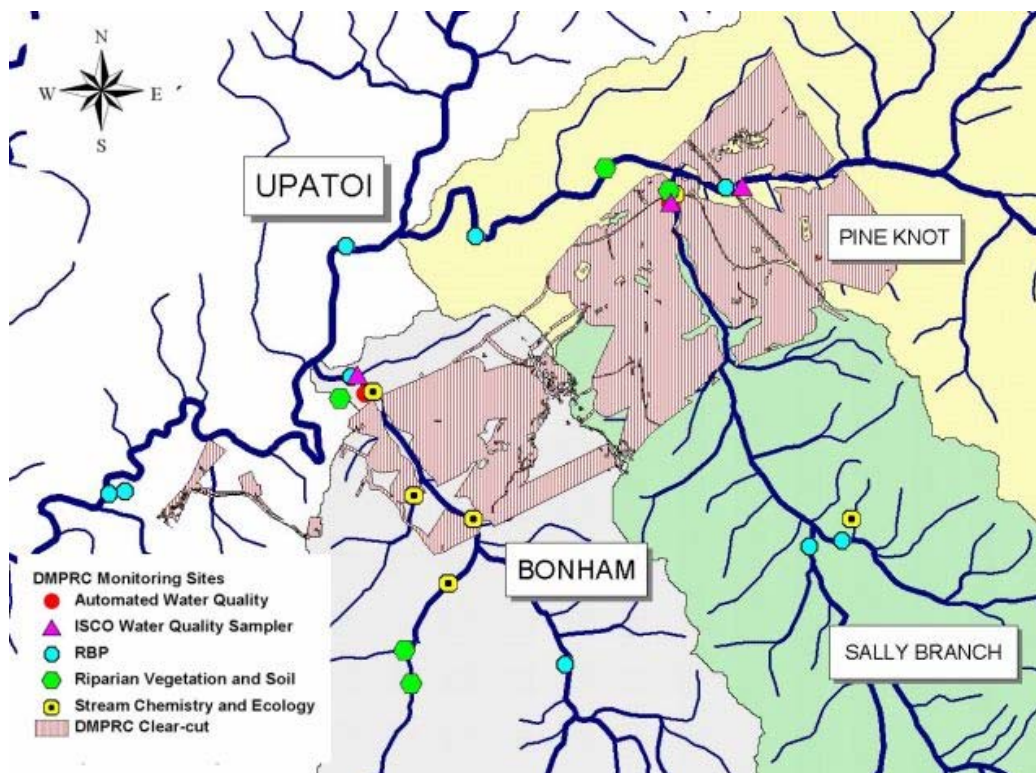 N
W E
S
UPATOI
PINE KNOT
BONHAM
SALLY BRANCH
DMPRC Monitoring Sites
Automated Water Quality
ISCO Water Quality Sampler
RBP
Riparian Vegetation and Soil
Stream Chemistry and Ecology
DMPRC Clear-cut